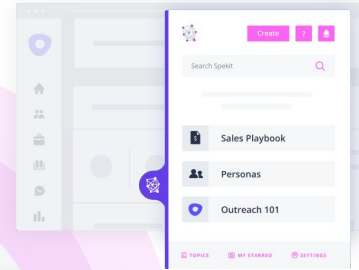 Create ?
Search Spekit
Sales Playbook
Personas
Outreach 101
TOPICS MY STARRED SETTINGS